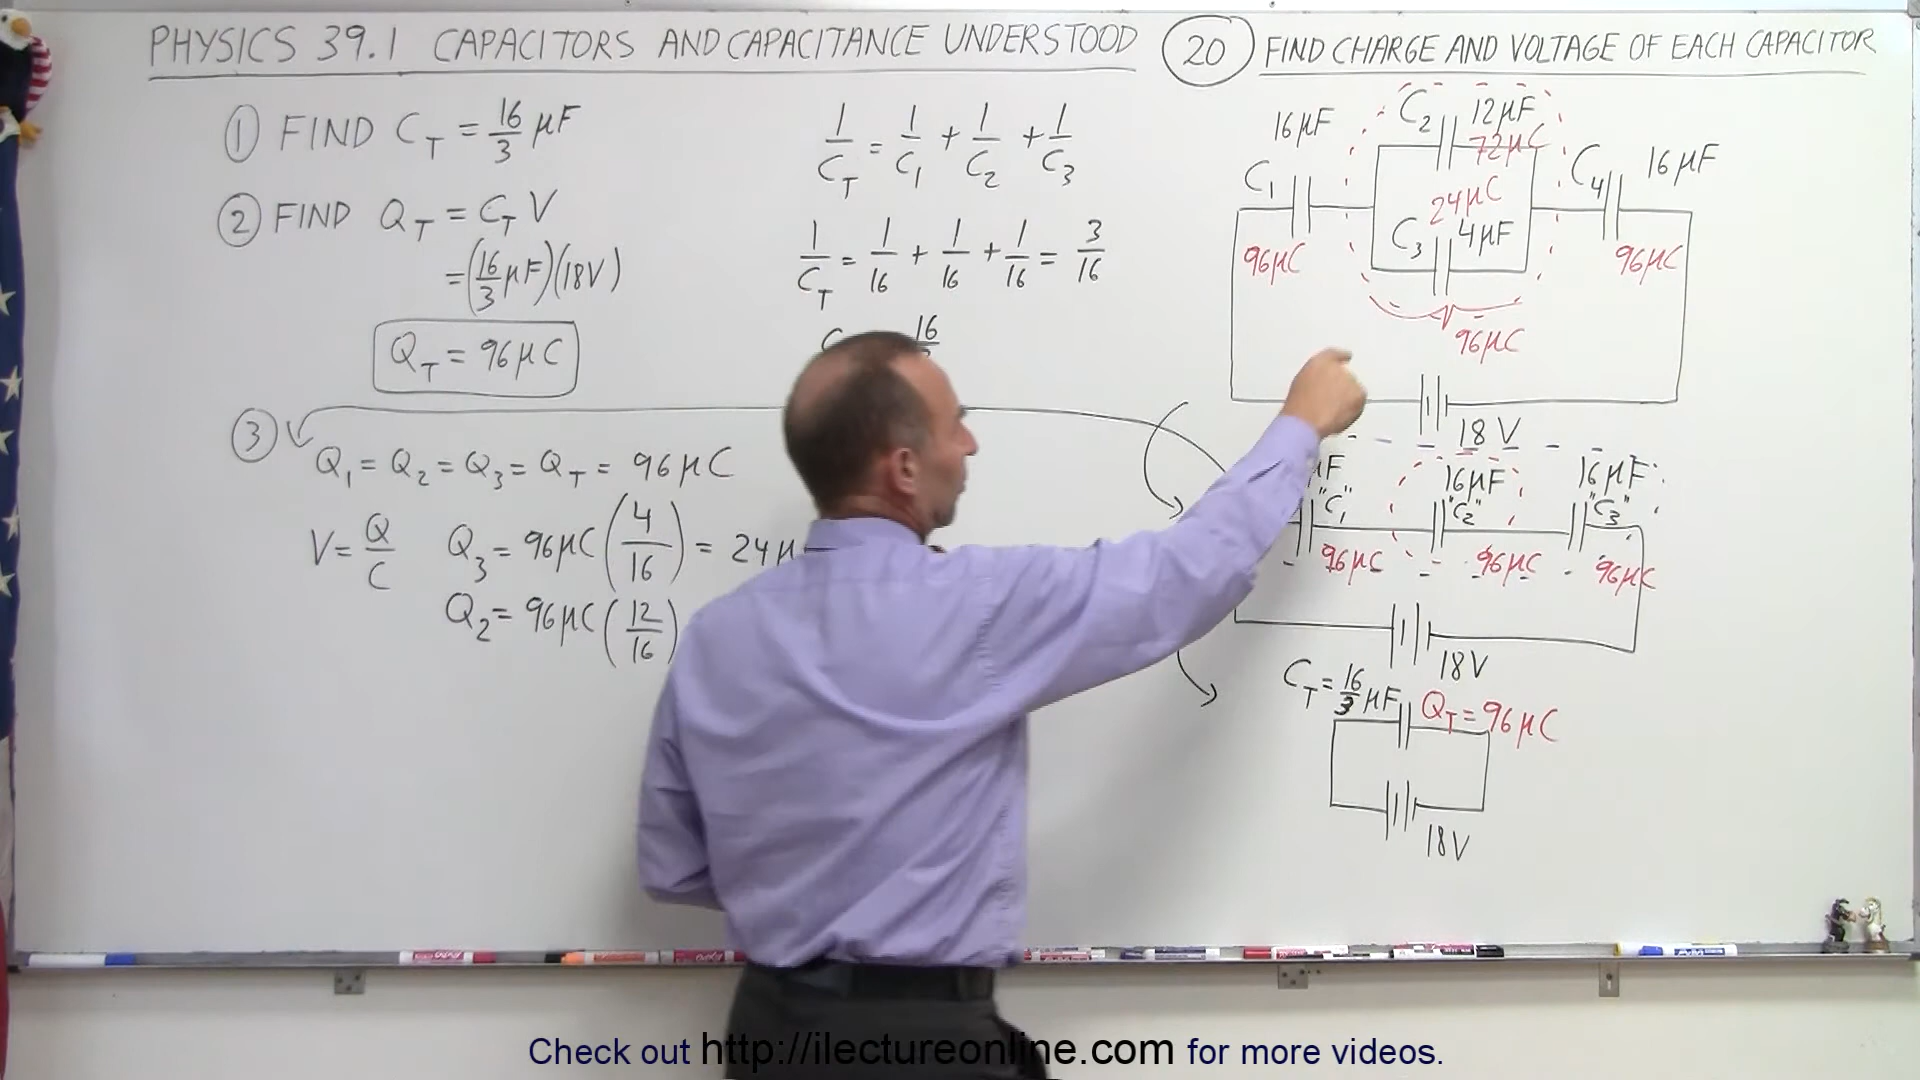 PHYSICS 39.1 CAPACITORS AND CAPACITANCE UNDERSTOOD
20 FIND CHARGE AND VOLTAGE OF EACH CAPACITOR
1 FIND C_T = 16/3 μF
2 FIND Q_T = C_T V
= (16/3 μF)(18V)
Q_T = 96μC
3
Q_1 = Q_2 = Q_3 = Q_T = 96μC
V = Q/C
Q_3 = 96μC (4/16) = 24μ
Q_2 = 96μC (12/16)
1/C_T = 1/C_1 + 1/C_2 + 1/C_3
1/C_T = 1/16 + 1/16 + 1/16 = 3/16
16
C_2 12μF
72μC
16μF
C_1
96μC
24μC
C_3 4μF
C_4 16μF
96μC
96μC
18V
μF 16μF 16μF
"C_1" "C_2" "C_3"
96μC 96μC 96μC
18V
C_T = 16/3 μF Q_T = 96μC
18V
Check out http://ilectureonline.com for more videos.